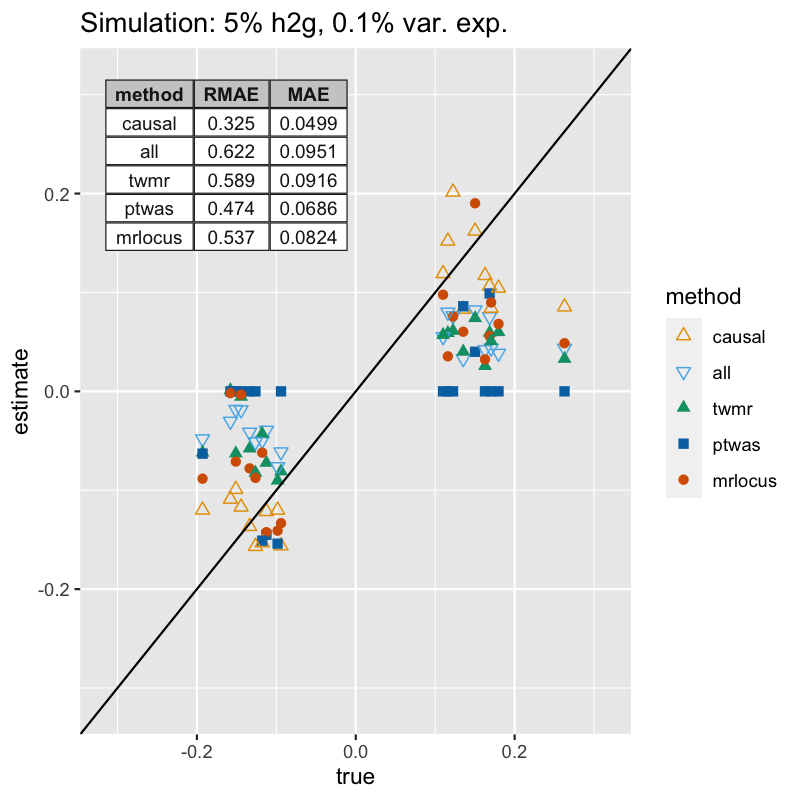 Simulation: 5% h2g, 0.1% var. exp.
method RMAE MAE
causal 0.325 0.0499
all 0.622 0.0951
twmr 0.589 0.0916
ptwas 0.474 0.0686
mrlocus 0.537 0.0824
0.2
0.0
-0.2
estimate
-0.2 0.0 0.2
true
method
causal
all
twmr
ptwas
mrlocus